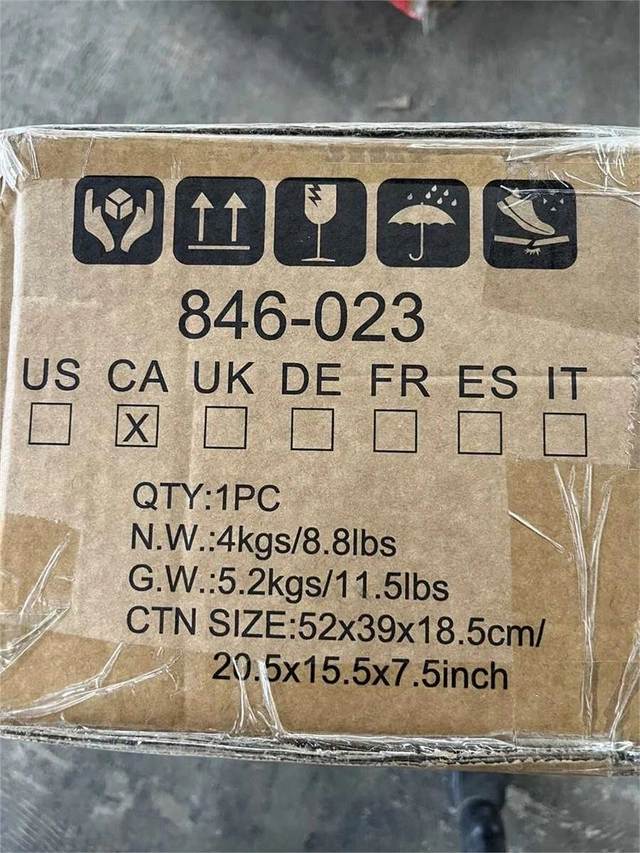 846-023
US CA UK DE FR ES IT
X
QTY:1PC
N.W.:4kgs/8.8lbs
G.W.:5.2kgs/11.5lbs
CTN SIZE:52x39x18.5cm/
20.5x15.5x7.5inch